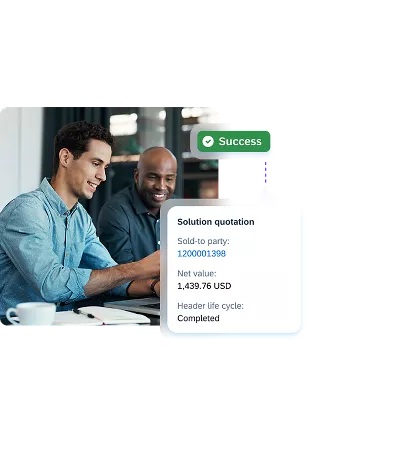 Success
Solution quotation
Sold-to party:
1200001398
Net value:
1,439.76 USD
Header life cycle:
Completed